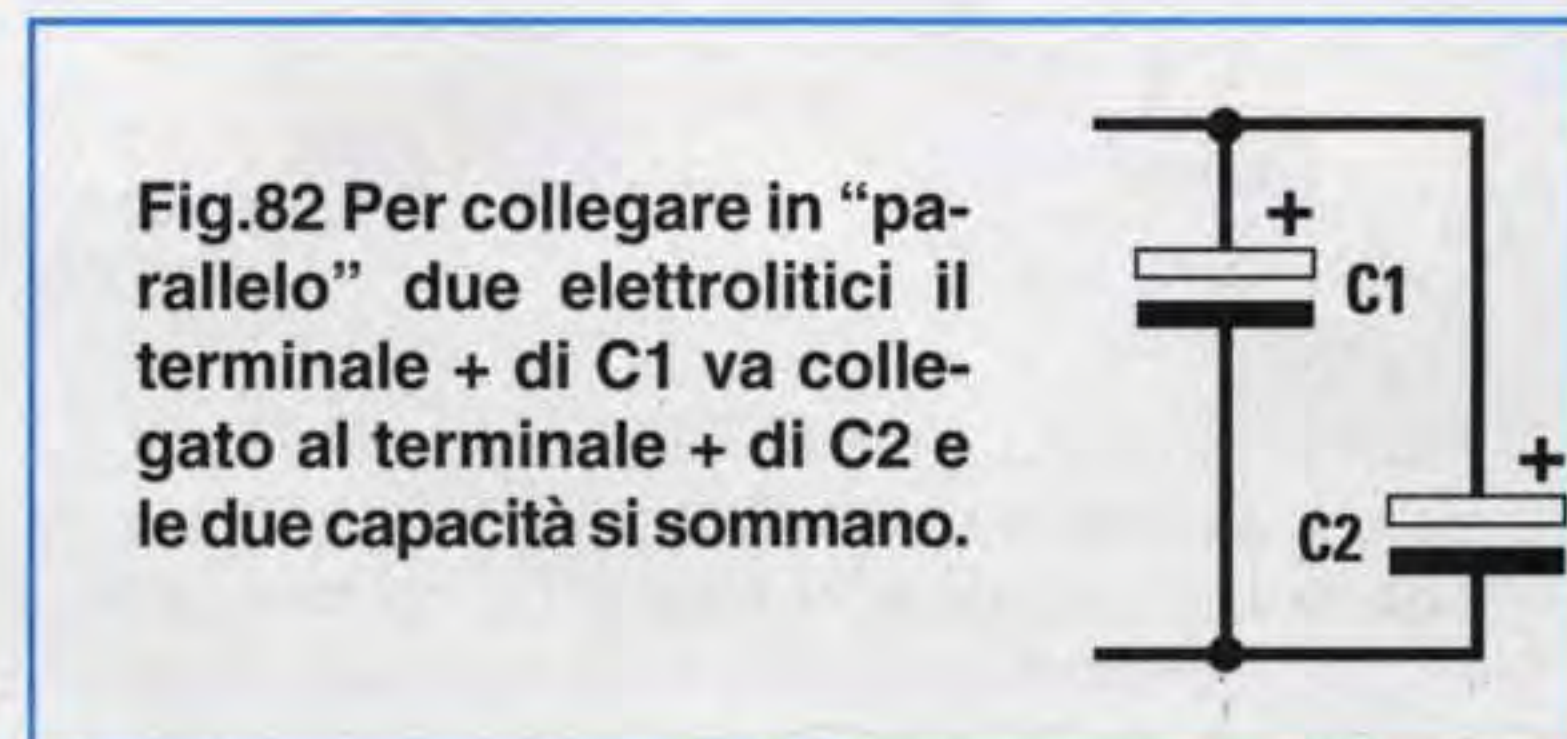 Fig.82 Per collegare in “pa-
rallelo” due elettrolitici il
terminale + di C1 va colle-
gato al terminale + di C2 e
le due capacità si sommano.
+
C1
+
C2